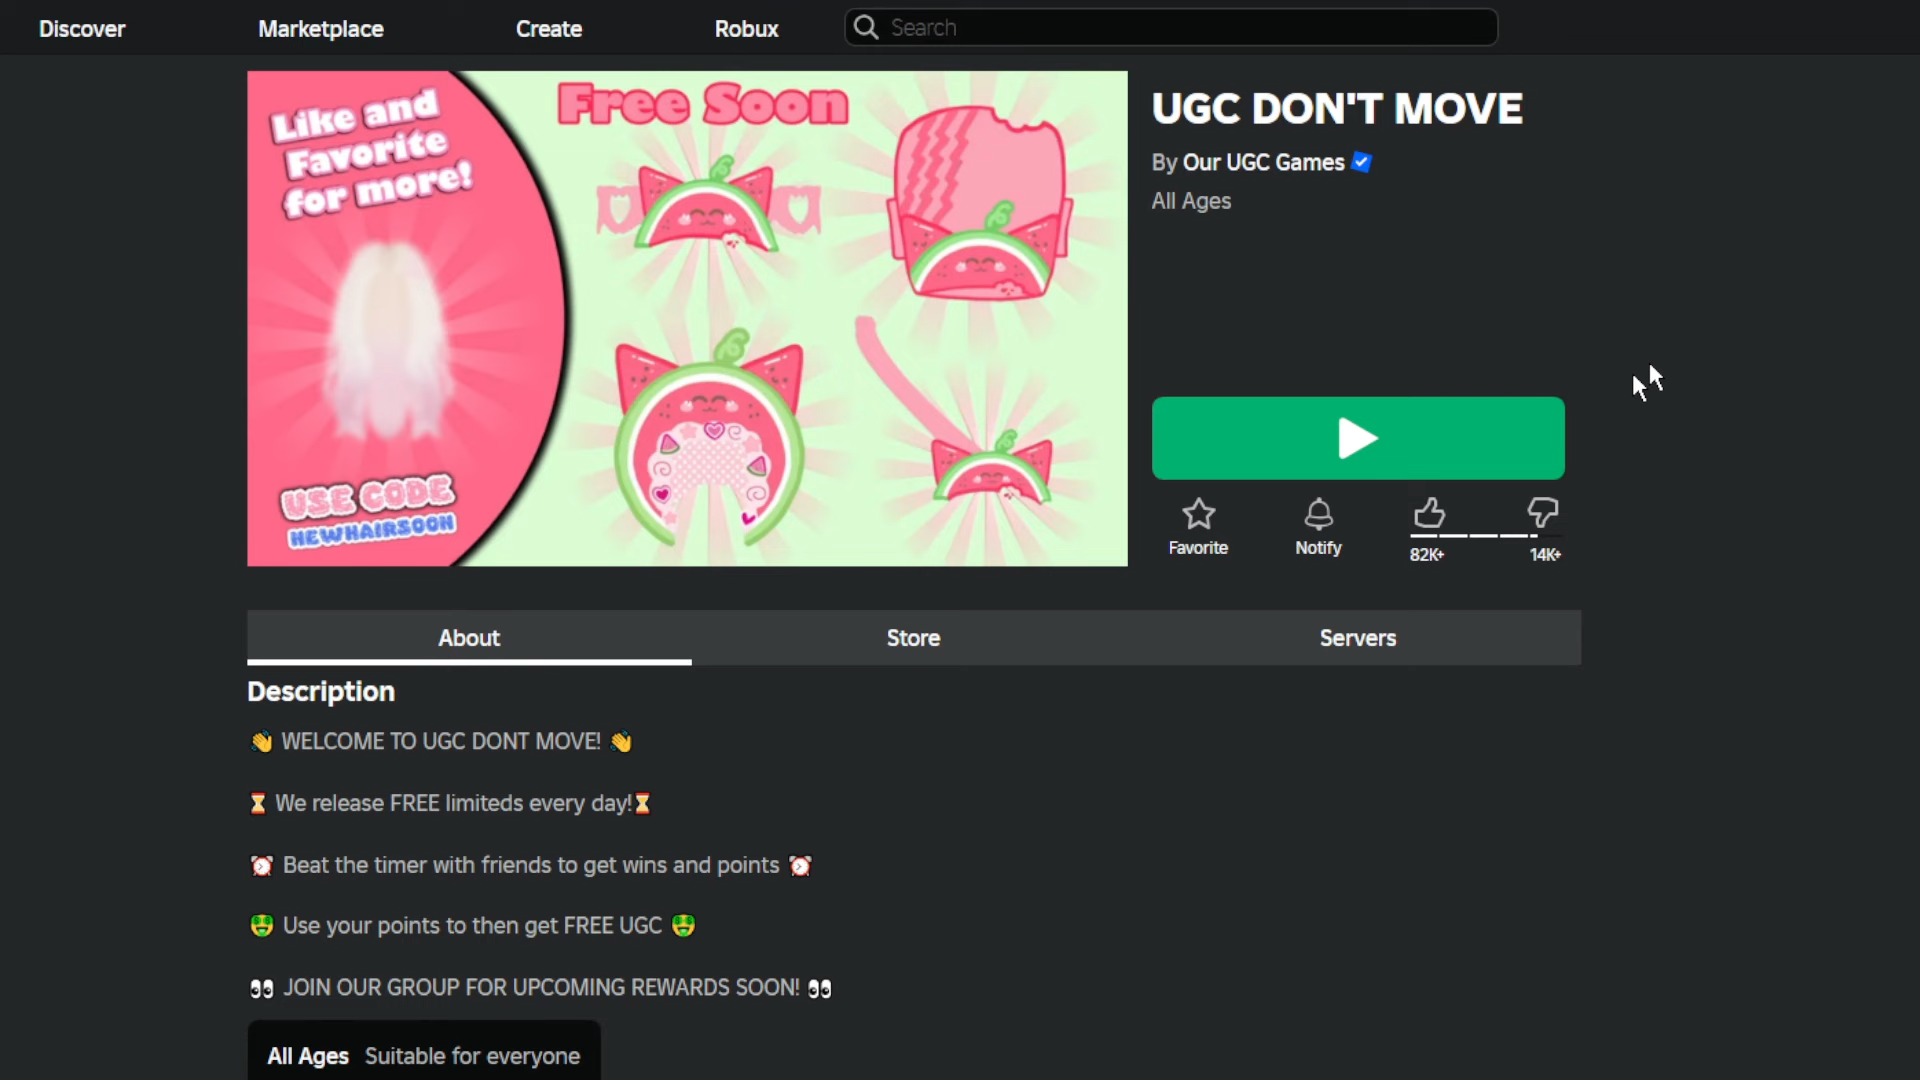 Discover
Marketplace
Create
Robux
Search
Like and
Favorite
for more!
USE CODE
NEWHAIRSOON
Free Soon
UGC DON'T MOVE
By Our UGC Games
All Ages
Favorite
Notify
82K+
14K+
About
Store
Servers
Description
👋 WELCOME TO UGC DONT MOVE! 👋
⏳ We release FREE limiteds every day!⏳
⏰ Beat the timer with friends to get wins and points ⏰
🤑 Use your points to then get FREE UGC 🤑
👀 JOIN OUR GROUP FOR UPCOMING REWARDS SOON! 👀
All Ages Suitable for everyone